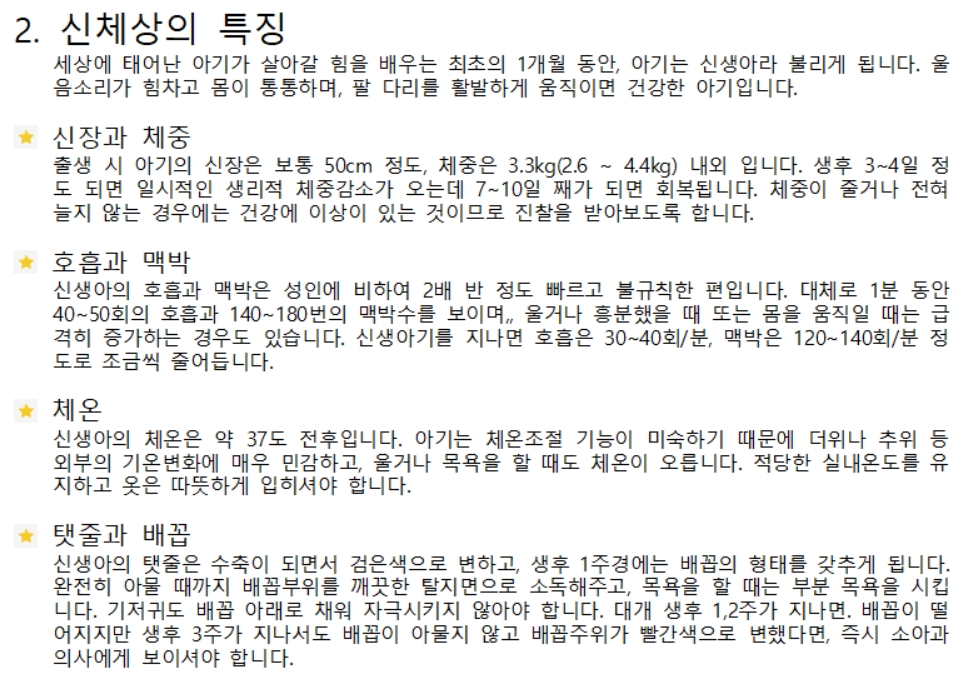 2. 신체상의 특징
세상에 태어난 아기가 살아갈 힘을 배우는 최초의 1개월 동안, 아기는 신생아라 불리게 됩니다. 울
음소리가 힘차고 몸이 통통하며, 팔 다리를 활발하게 움직이면 건강한 아기입니다.
신장과 체중
출생 시 아기의 신장은 보통 50cm 정도, 체중은 3.3kg(2.6 ~ 4.4kg) 내외 입니다. 생후 3~4일 정
도 되면 일시적인 생리적 체중감소가 오는데 7~10일 째가 되면 회복됩니다. 체중이 줄거나 전혀
늘지 않는 경우에는 건강에 이상이 있는 것이므로 진찰을 받아보도록 합니다.
호흡과 맥박
신생아의 호흡과 맥박은 성인에 비하여 2배 반 정도 빠르고 불규칙한 편입니다. 대체로 1분 동안
40~50회의 호흡과 140~180번의 맥박수를 보이며,, 울거나 흥분했을 때 또는 몸을 움직일 때는 급
격히 증가하는 경우도 있습니다. 신생아기를 지나면 호흡은 30~40회/분, 맥박은 120~140회/분 정
도로 조금씩 줄어듭니다.
체온
신생아의 체온은 약 37도 전후입니다. 아기는 체온조절 기능이 미숙하기 때문에 더위나 추위 등
외부의 기온변화에 매우 민감하고, 울거나 목욕을 할 때도 체온이 오릅니다. 적당한 실내온도를 유
지하고 옷은 따뜻하게 입히셔야 합니다.
탯줄과 배꼽
신생아의 탯줄은 수축이 되면서 검은색으로 변하고, 생후 1주경에는 배꼽의 형태를 갖추게 됩니다.
완전히 아물 때까지 배꼽부위를 깨끗한 탈지면으로 소독해주고, 목욕을 할 때는 부분 목욕을 시킵
니다. 기저귀도 배꼽 아래로 채워 자극시키지 않아야 합니다. 대개 생후 1,2주가 지나면. 배꼽이 떨
어지지만 생후 3주가 지나서도 배꼽이 아물지 않고 배꼽주위가 빨간색으로 변했다면, 즉시 소아과
의사에게 보이셔야 합니다.